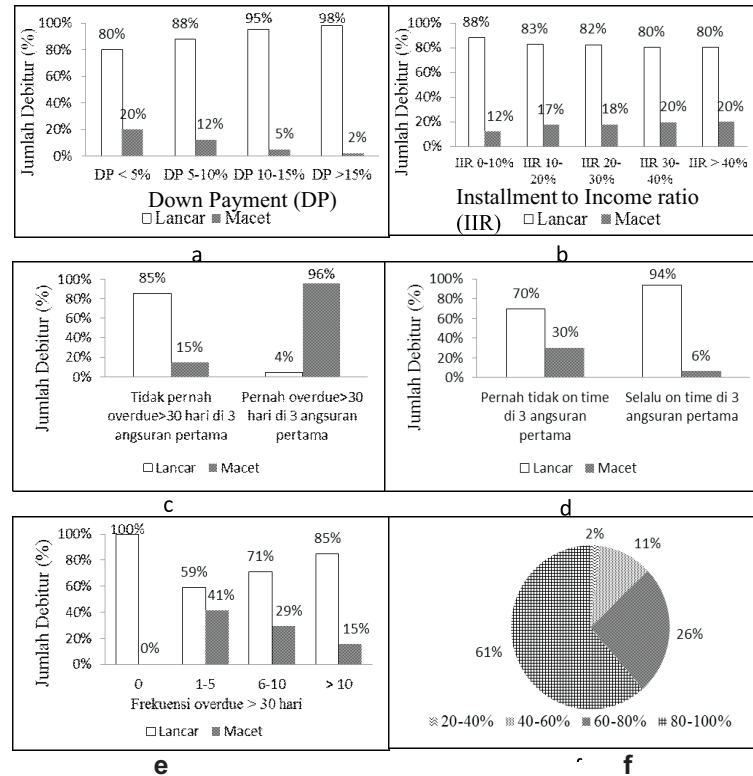 Jumlah Debitur (%)
100%
80%
60%
40%
20%
0%
80%
20%
88%
12%
95%
5%
98%
2%
DP < 5% DP 5-10% DP 10-15% DP >15%
Down Payment (DP)
Lancar Macet
a
Jumlah Debitur (%)
100%
80%
60%
40%
20%
0%
88%
12%
83%
17%
82%
18%
80%
20%
80%
20%
IIR 0-10% IIR 10- IIR 20- IIR 30- IIR > 40%
20% 30% 40%
Installment to Income ratio
(IIR)
Lancar Macet
b
Jumlah Debitur (%)
100%
80%
60%
40%
20%
0%
85%
15%
4%
96%
Tidak pernah Pernah overdue>30
overdue>30 hari di 3 hari di 3 angsuran
angsuran pertama pertama
Lancar Macet
c
Jumlah Debitur (%)
100%
80%
60%
40%
20%
0%
70%
30%
94%
6%
Pernah tidak on time Selalu on time di 3
di 3 angsuran angsuran pertama
pertama
Lancar Macet
d
Jumlah Debitur (%)
100%
80%
60%
40%
20%
0%
100%
0%
59%
41%
71%
29%
85%
15%
0 1-5 6-10 > 10
Frekuensi overdue > 30 hari
Lancar Macet
e
2%
11%
26%
61%
20-40% 40-60% 60-80% 80-100%
f